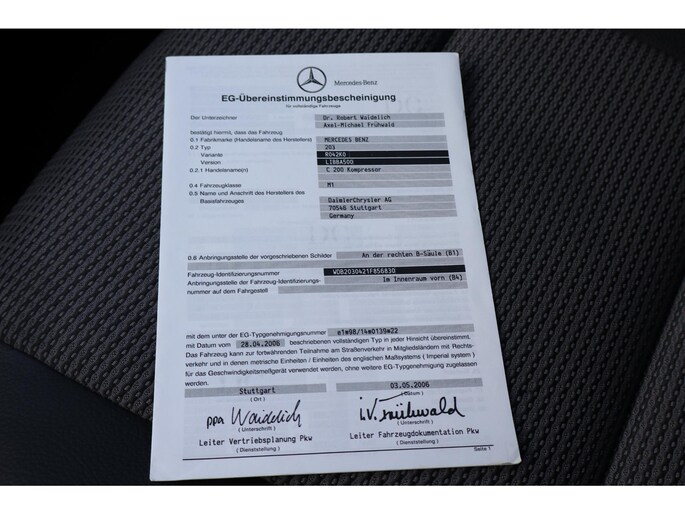 Mercedes-Benz
EG-Übereinstimmungsbescheinigung
für vollständige Fahrzeuge
Der Unterzeichner Dr. Robert Waidelich
Axel-Michael Frühwald
bestätigt hiermit, dass das Fahrzeug
0.1 Fabrikmarke (Handelsname des Herstellers) MERCEDES BENZ
0.2 Typ 203
Variante R042K0
Version LIBBA500
0.2.1 Handelsname(n) C 200 Kompressor
0.4 Fahrzeugklasse M1
0.5 Name und Anschrift des Herstellers des DaimlerChrysler AG
Basisfahrzeuges 70546 Stuttgart
Germany
0.6 Anbringungsstelle der vorgeschriebenen Schilder An der rechten B-Säule (B1)
Fahrzeug-Identifizierungsnummer WDB2030421F856830
Anbringungsstelle der Fahrzeug-Identifizierungs- Im Innenraum vorn (B4)
nummer auf dem Fahrgestell
mit dem unter der EG-Typgenehmigungsnummer e1*98/14*0139*22
mit Datum vom 28.04.2006 beschriebenen vollständigen Typ in jeder Hinsicht übereinstimmt.
Das Fahrzeug kann zur fortwährenden Teilnahme am Straßenverkehr in Mitgliedständern mit Rechts-
verkehr und in denen metrische Einheiten / Einheiten des englischen Maßsystems ( Imperial system )
für das Geschwindigkeitsmeßgerät verwendet werden, ohne weitere EG-Typgenehmigung zugelassen
werden.
Stuttgart 03.05.2006
( Ort ) ( Datum )
ppa Waidelich i.V. Frühwald
( Unterschrift ) ( Unterschrift )
Leiter Vertriebsplanung Pkw Leiter Fahrzeugdokumentation Pkw
( Dienststellung ) ( Dienststellung )
Seite 1